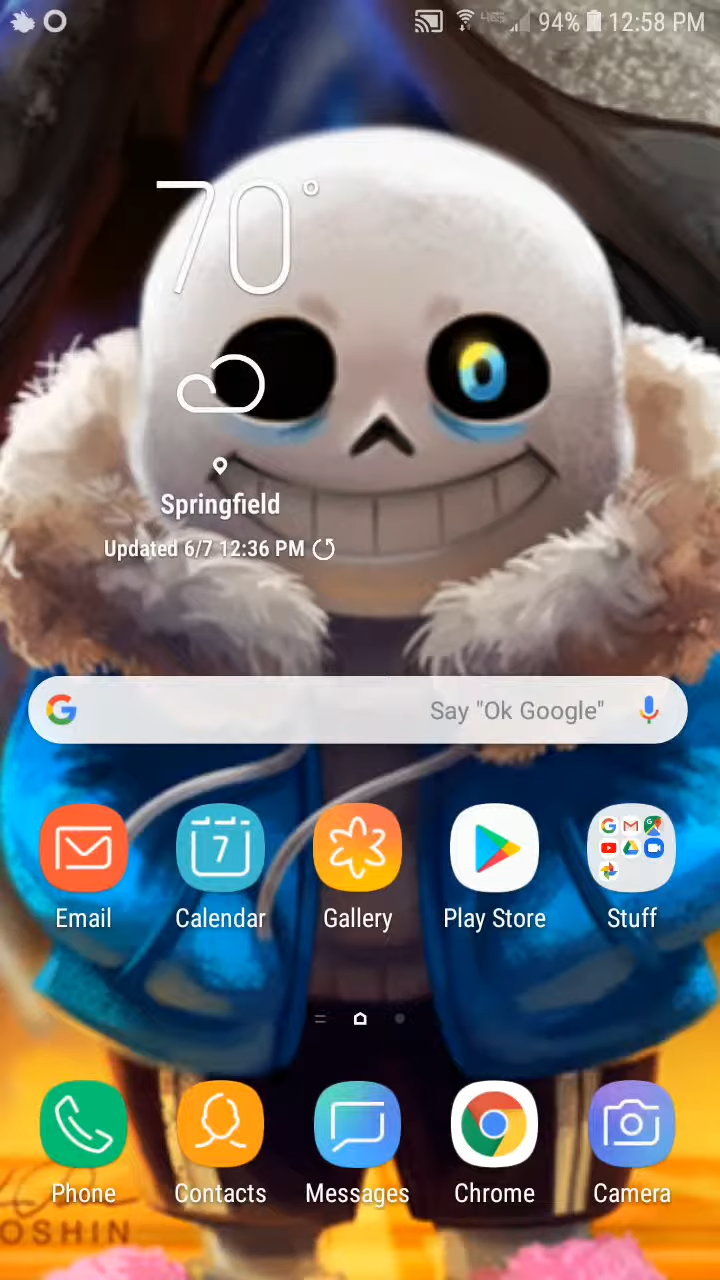 94% 12:58 PM
70°
Springfield
Updated 6/7 12:36 PM
Say "Ok Google"
7
Email Calendar Gallery Play Store Stuff
Phone Contacts Messages Chrome Camera
OSHIN